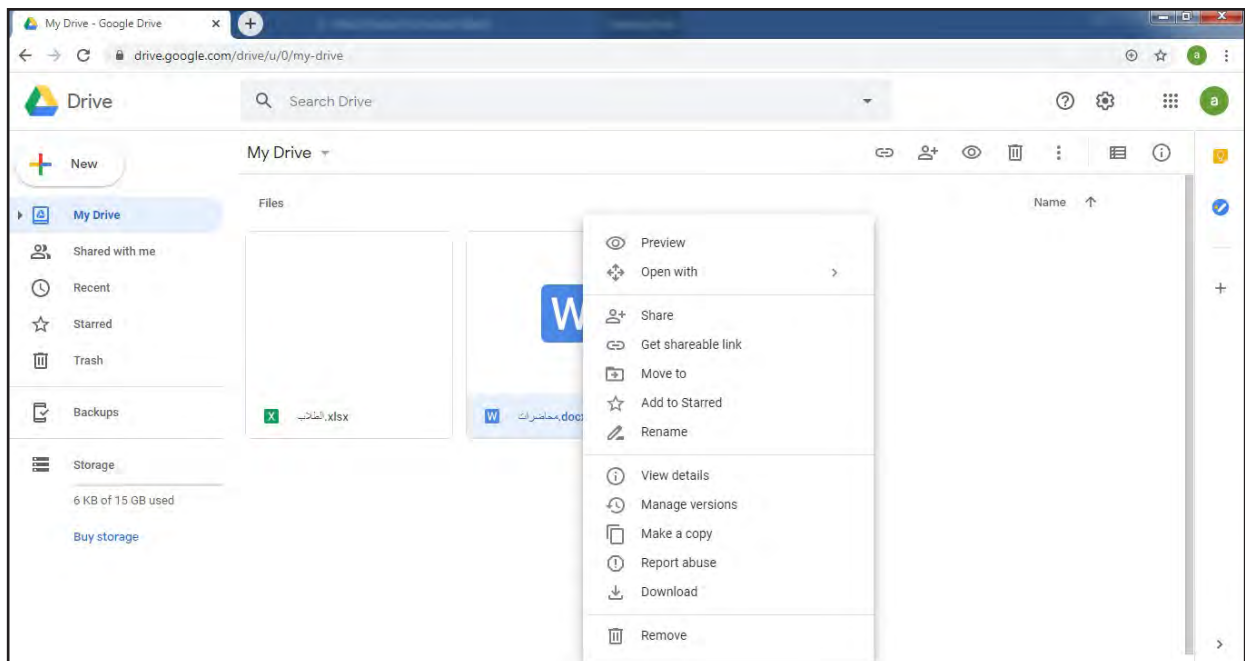 My Drive - Google Drive
drive.google.com/drive/u/0/my-drive
a
Drive
Search Drive
a
New
My Drive
My Drive
Shared with me
Recent
Starred
Trash
Backups
Storage
6 KB of 15 GB used
Buy storage
Files
Name
X
الطلاب.xlsx
W
W
محاضرات.doc
Preview
Open with
Share
Get shareable link
Move to
Add to Starred
Rename
View details
Manage versions
Make a copy
Report abuse
Download
Remove